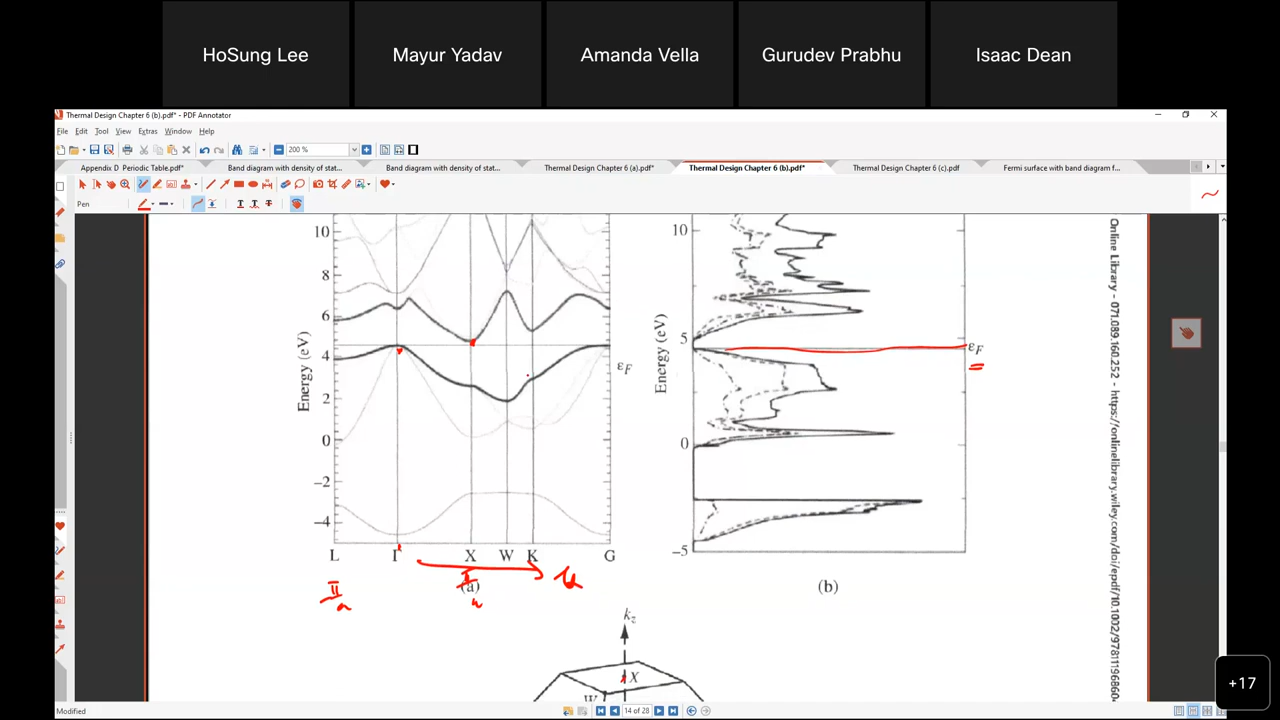 HoSung Lee
Mayur Yadav
Amanda Vella
Gurudev Prabhu
Isaac Dean
Thermal Design Chapter 6 (b).pdf* - PDF Annotator
File Edit Tool View Extras Window Help
200 %
Appendix D Periodic Table.pdf*
Band diagram with density of stat...
Band diagram with density of stat...
Thermal Design Chapter 6 (a).pdf*
Thermal Design Chapter 6 (b).pdf*
Thermal Design Chapter 6 (c).pdf
Fermi surface with band diagram f...
Pen
10
8
6
4
2
0
−2
−4
Energy (eV)
εF
L Γ X W K G
π/a
(a)
k
10
5
0
−5
Energy (eV)
εF
(b)
kz
X
W
Online Library - 071.089.160.252 - https://onlinelibrary.wiley.com/doi/epdf/10.1002/97811196860
Modified
14 of 28
+17